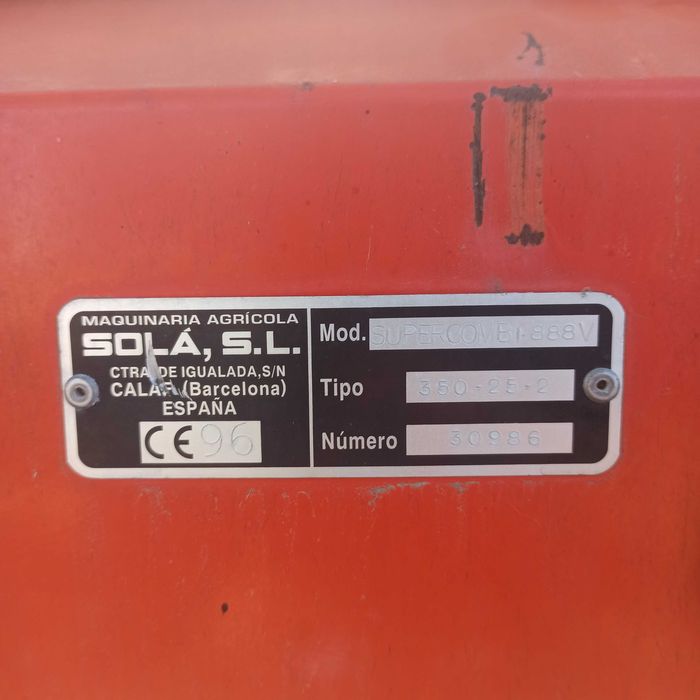 MAQUINARIA AGRÍCOLA
SOLÁ, S.L.
CTRA. DE IGUALADA, S/N
CALAF (Barcelona)
ESPAÑA
CE 96
Mod. SUPERCOMBI-888V
Tipo 350-25-2
Número 30986